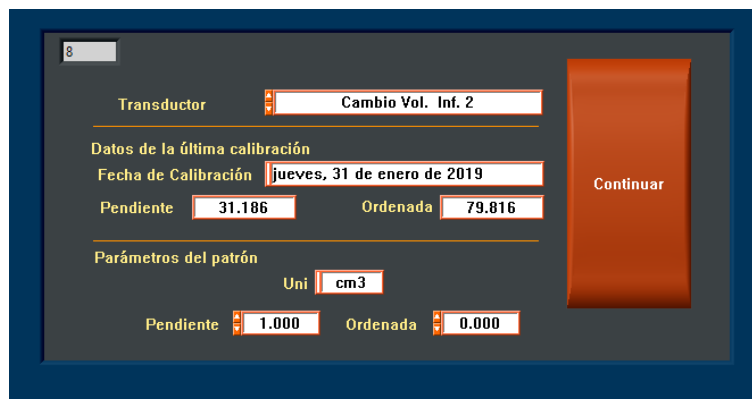 8
Transductor Cambio Vol. Inf. 2
Datos de la última calibración
Fecha de Calibración jueves, 31 de enero de 2019
Continuar
Pendiente 31.186 Ordenada 79.816
Parámetros del patrón
Uni cm3
Pendiente 1.000 Ordenada 0.000